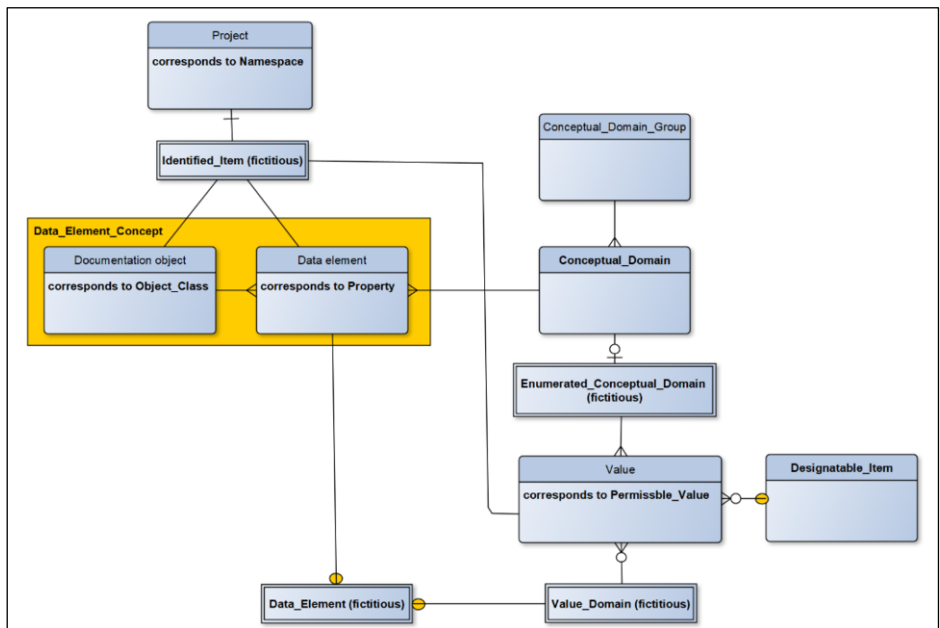 Project
corresponds to Namespace
Identified_Item (fictitious)
Conceptual_Domain_Group
Data_Element_Concept
Documentation object
corresponds to Object_Class
Data element
corresponds to Property
Conceptual_Domain
Enumerated_Conceptual_Domain
(fictitious)
Value
corresponds to Permissble_Value
Designatable_Item
Data_Element (fictitious)
Value_Domain (fictitious)